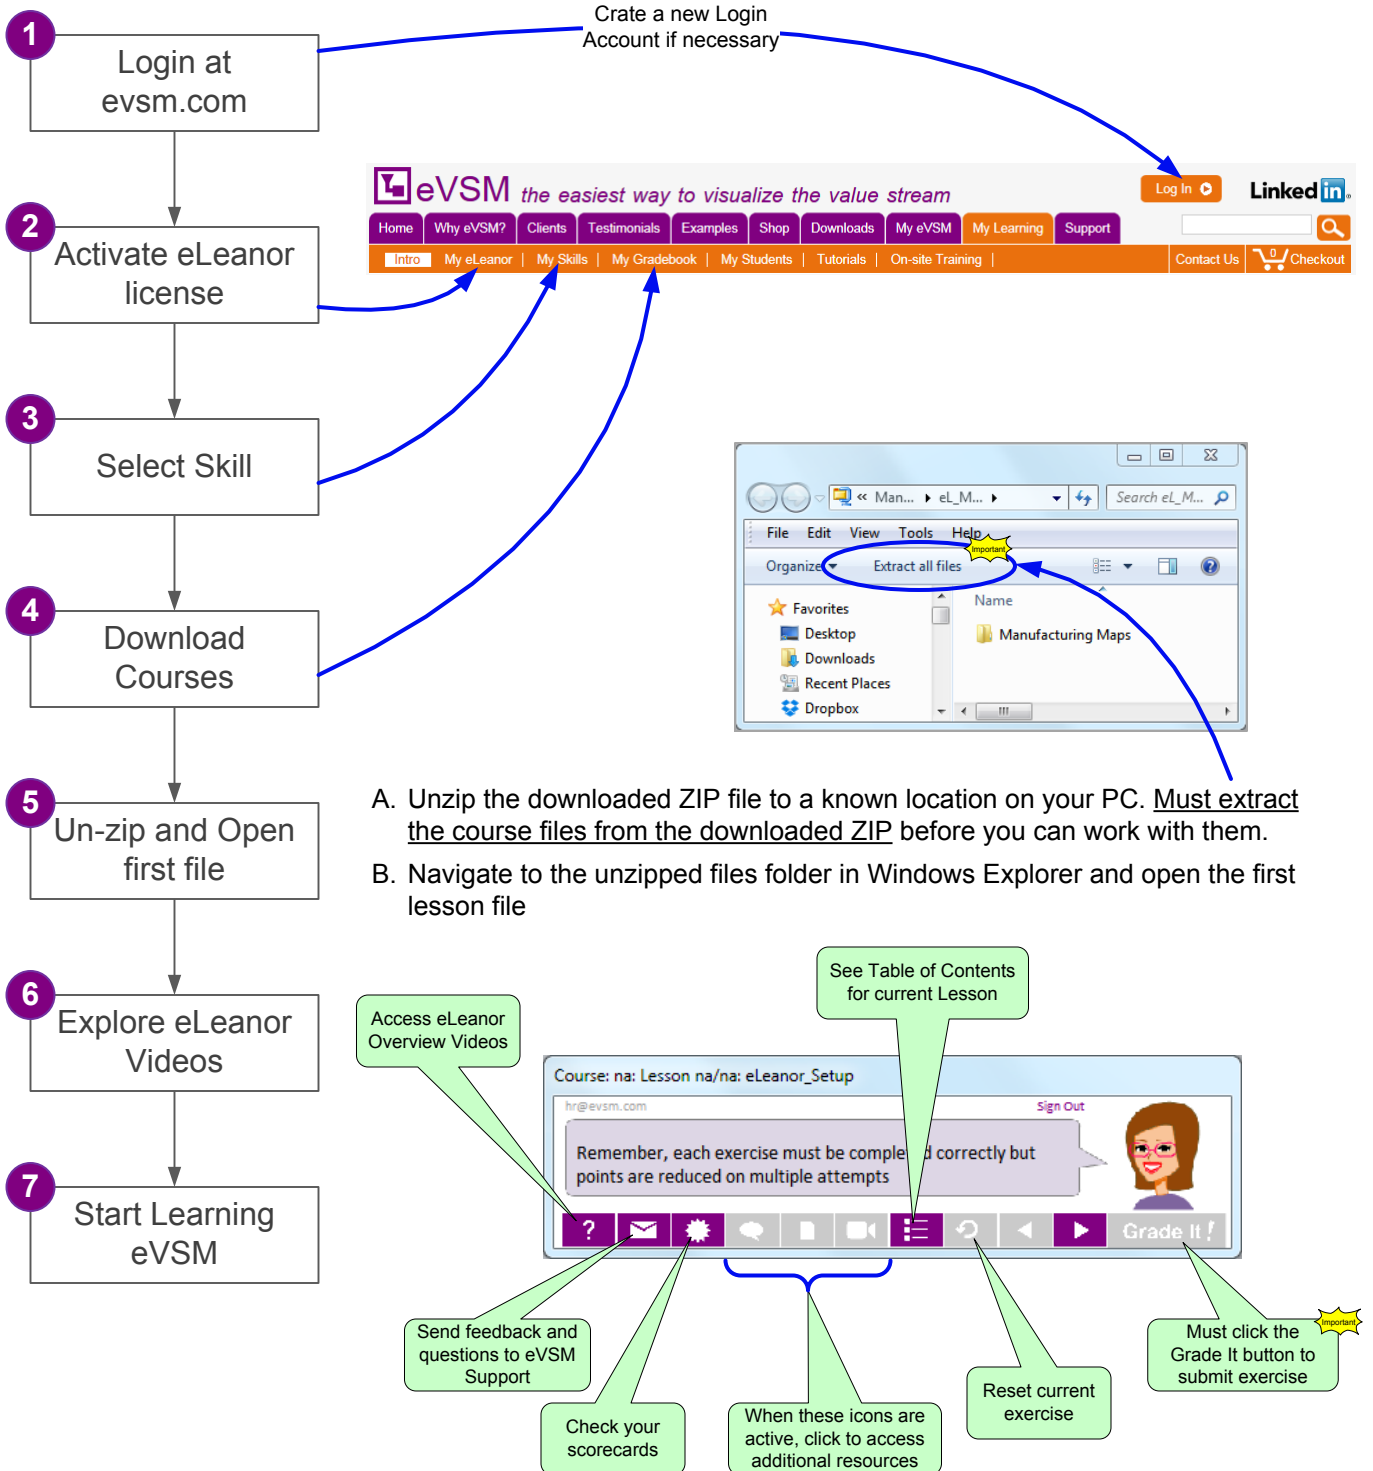 1
Login at
evsm.com
Crate a new Login
Account if necessary
eVSM the easiest way to visualize the value stream
Log In
Linked in
Home Why eVSM? Clients Testimonials Examples Shop Downloads My eVSM My Learning Support
Intro My eLeanor | My Skills | My Gradebook | My Students | Tutorials | On-site Training |
Contact Us 0 Checkout
2
Activate eLeanor
license
3
Select Skill
4
Download
Courses
« Man... eL_M...
Search eL_M...
File Edit View Tools Help
Important
Organize Extract all files
Favorites
Desktop
Downloads
Recent Places
Dropbox
Name
Manufacturing Maps
5
Un-zip and Open
first file
A. Unzip the downloaded ZIP file to a known location on your PC. Must extract
the course files from the downloaded ZIP before you can work with them.
B. Navigate to the unzipped files folder in Windows Explorer and open the first
lesson file
6
Explore eLeanor
Videos
7
Start Learning
eVSM
Access eLeanor
Overview Videos
See Table of Contents
for current Lesson
Course: na: Lesson na/na: eLeanor_Setup
hr@evsm.com
Sign Out
Remember, each exercise must be completed correctly but
points are reduced on multiple attempts
?
Grade It !
Send feedback and
questions to eVSM
Support
Check your
scorecards
When these icons are
active, click to access
additional resources
Reset current
exercise
Important
Must click the
Grade It button to
submit exercise